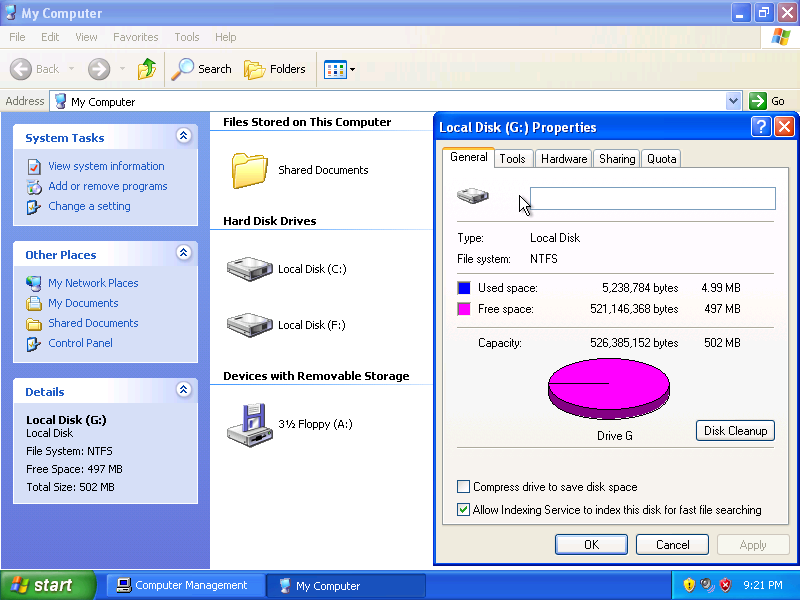 My Computer
File Edit View Favorites Tools Help
Back Search Folders
Address My Computer Go
System Tasks
View system information
Add or remove programs
Change a setting
Other Places
My Network Places
My Documents
Shared Documents
Control Panel
Details
Local Disk (G:)
Local Disk
File System: NTFS
Free Space: 497 MB
Total Size: 502 MB
Files Stored on This Computer
Shared Documents
Hard Disk Drives
Local Disk (C:)
Local Disk (F:)
Devices with Removable Storage
3½ Floppy (A:)
Local Disk (G:) Properties
General Tools Hardware Sharing Quota
Type: Local Disk
File system: NTFS
Used space: 5,238,784 bytes 4.99 MB
Free space: 521,146,368 bytes 497 MB
Capacity: 526,385,152 bytes 502 MB
Drive G
Disk Cleanup
Compress drive to save disk space
Allow Indexing Service to index this disk for fast file searching
OK Cancel Apply
start Computer Management My Computer 9:21 PM